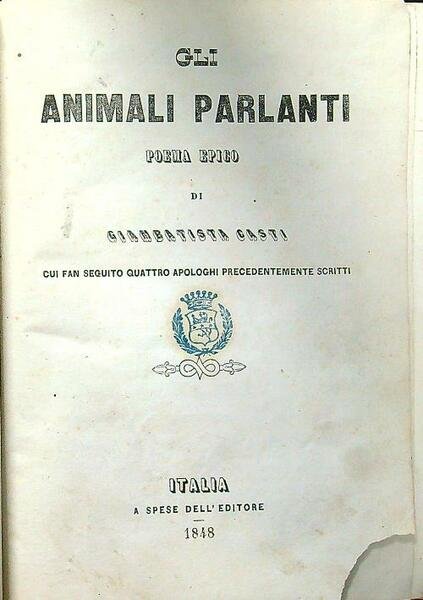 GLI
ANIMALI PARLANTI
POEMA EPICO
DI
GIAMBATISTA CASTI
CUI FAN SEGUITO QUATTRO APOLOGHI PRECEDENTEMENTE SCRITTI
ITALIA
A SPESE DELL'EDITORE
1848